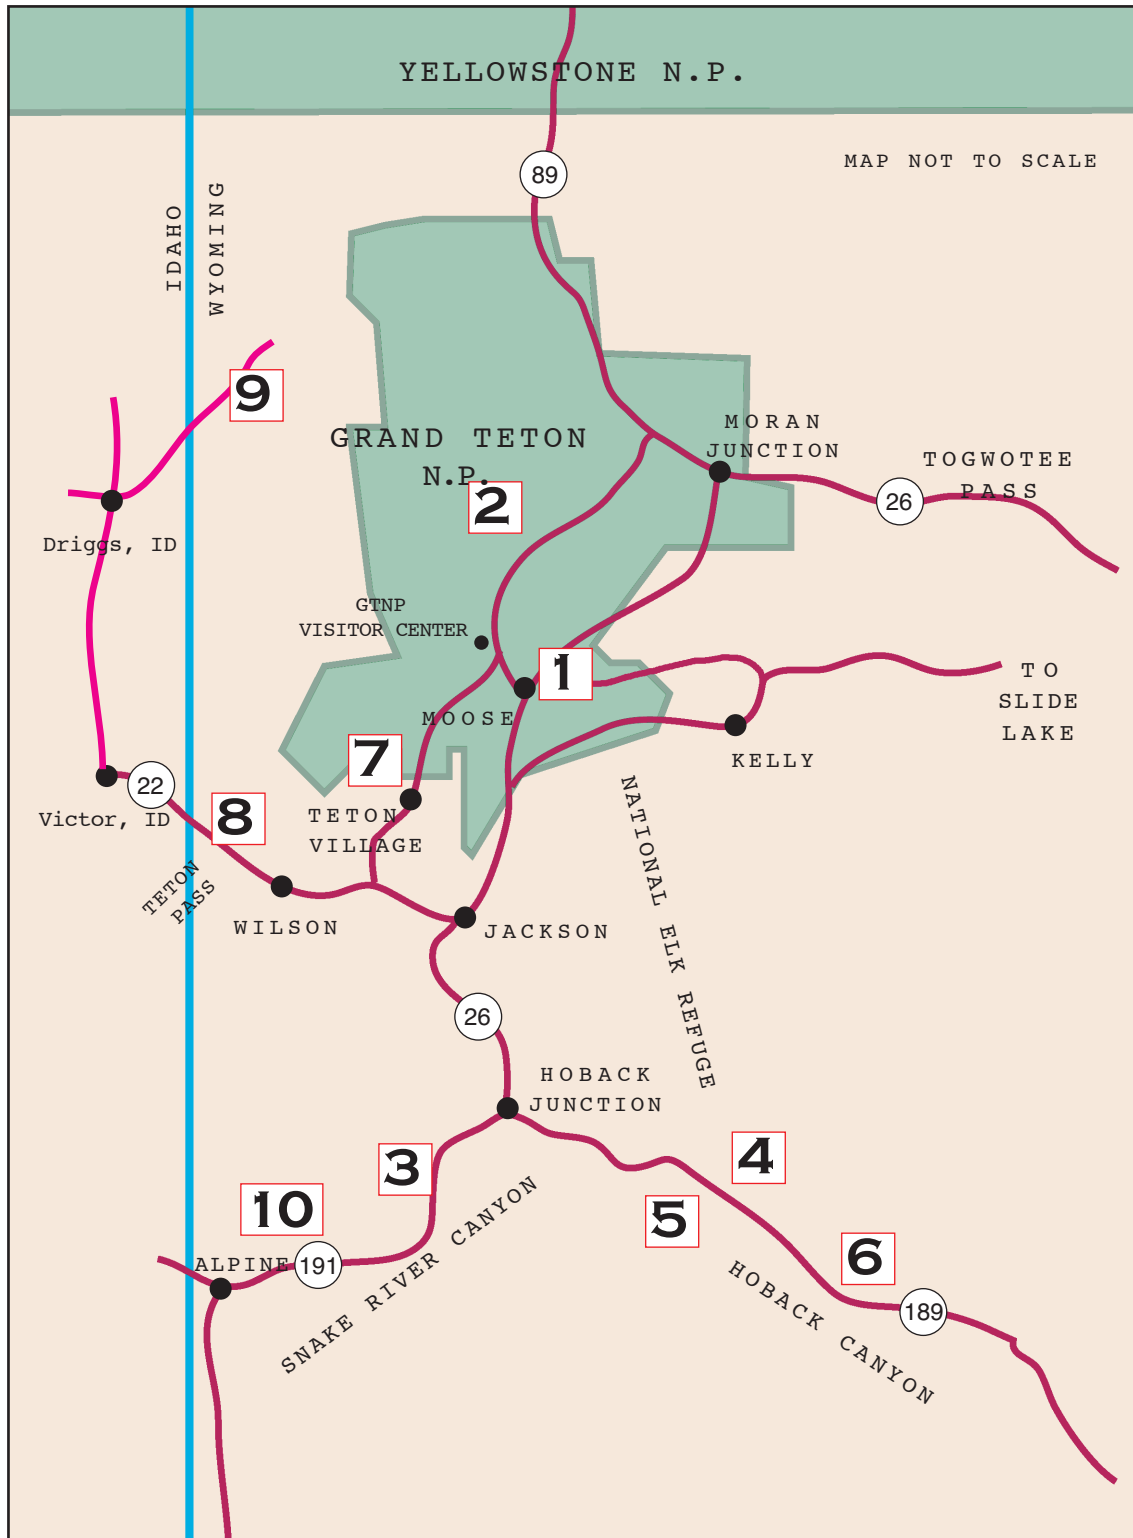 YELLOWSTONE N.P.
MAP NOT TO SCALE
89
IDAHO
WYOMING
9
GRAND TETON
N.P.
2
MORAN
JUNCTION
TOGWOTEE
PASS
26
Driggs, ID
GTNP
VISITOR CENTER
1
MOOSE
TO
SLIDE
LAKE
KELLY
7
22
Victor, ID
8
TETON
VILLAGE
TETON
PASS
WILSON
JACKSON
NATIONAL ELK REFUGE
26
HOBACK
JUNCTION
3
4
5
10
ALPINE
191
SNAKE RIVER CANYON
6
189
HOBACK CANYON